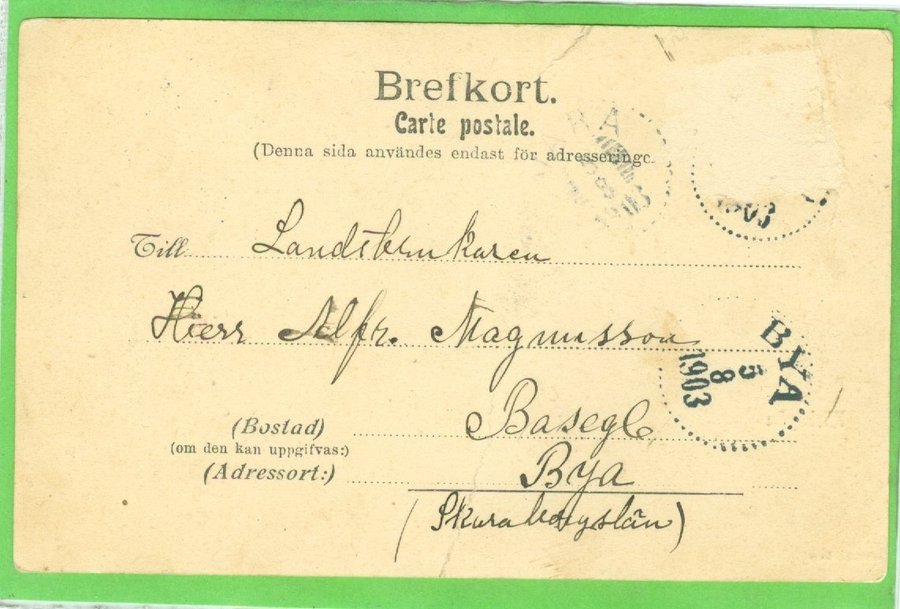 Brefkort.
Carte postale.
(Denna sida användes endast för adresseringe
1903
Till Landtbrukaren
Herr Alfr. Magnusson
BYA
5
8
1903
(Bostad)
(om den kan uppgifvas:)
(Adressort:)
Bya
(Skaraborgslän)